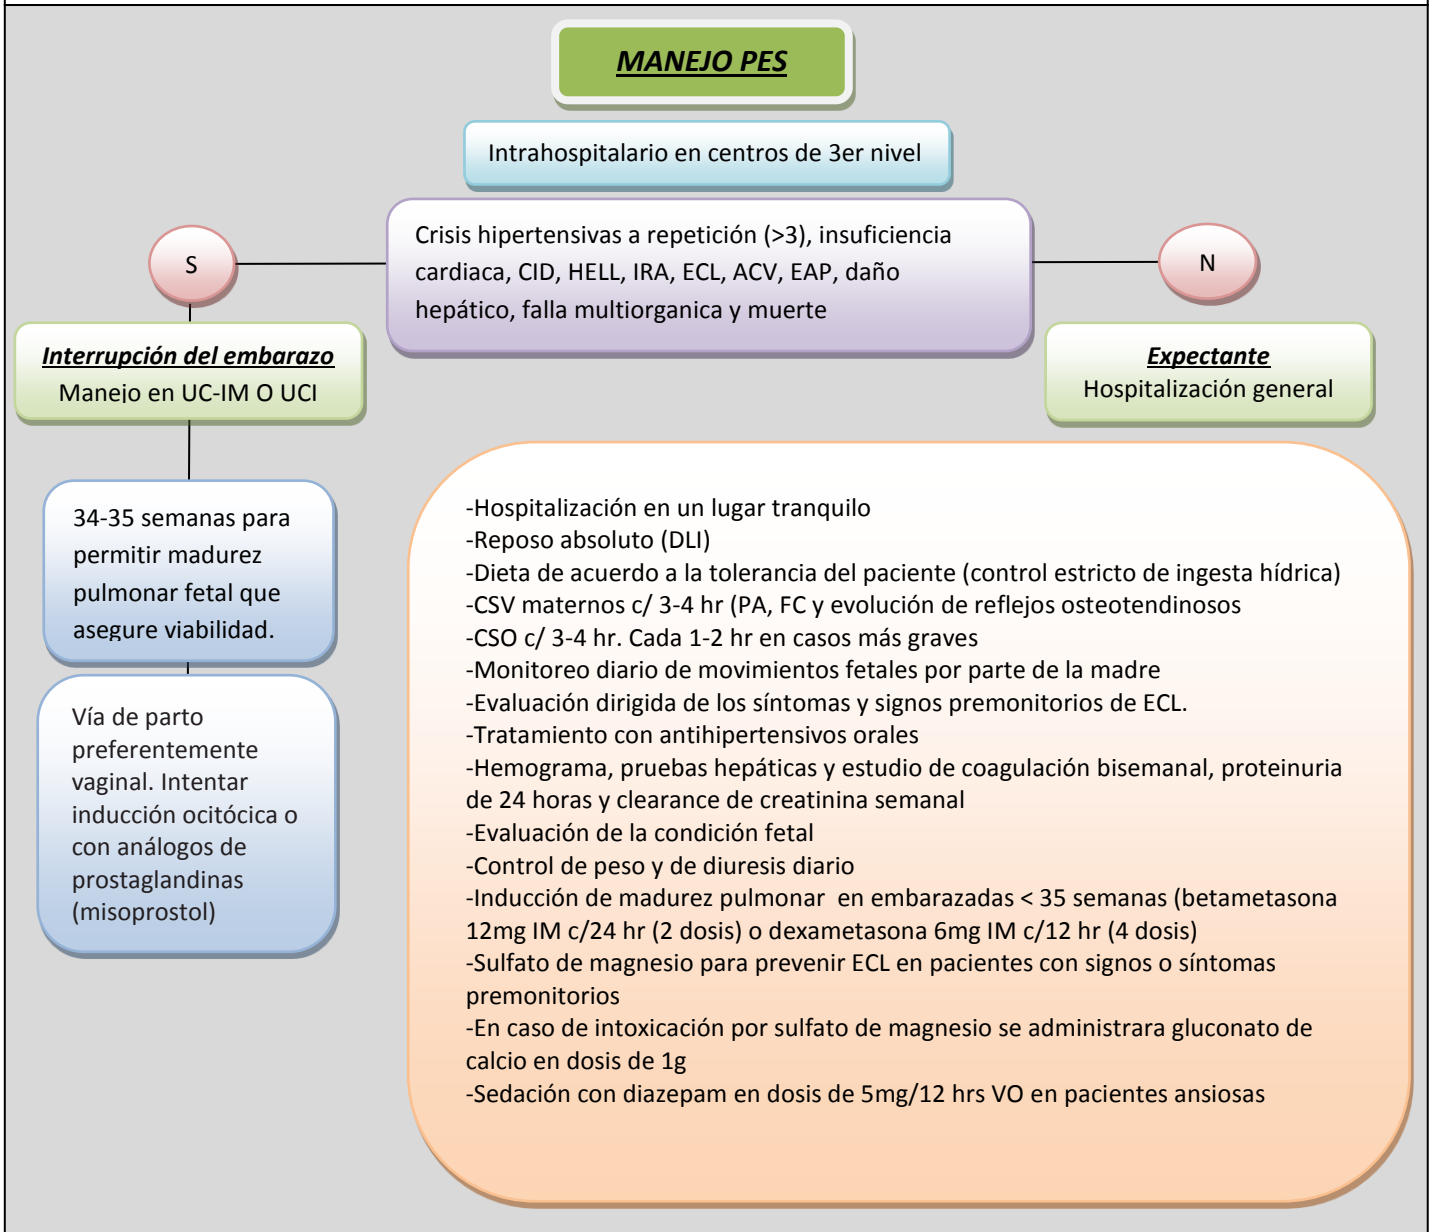 MANEJO PES
Intrahospitalario en centros de 3er nivel
Crisis hipertensivas a repetición (>3), insuficiencia
cardiaca, CID, HELL, IRA, ECL, ACV, EAP, daño
hepático, falla multiorganica y muerte
S
N
Interrupción del embarazo
Manejo en UC-IM O UCI
Expectante
Hospitalización general
34-35 semanas para
permitir madurez
pulmonar fetal que
asegure viabilidad.
Vía de parto
preferentemente
vaginal. Intentar
inducción ocitócica o
con análogos de
prostaglandinas
(misoprostol)
-Hospitalización en un lugar tranquilo
-Reposo absoluto (DLI)
-Dieta de acuerdo a la tolerancia del paciente (control estricto de ingesta hídrica)
-CSV maternos c/ 3-4 hr (PA, FC y evolución de reflejos osteotendinosos
-CSO c/ 3-4 hr. Cada 1-2 hr en casos más graves
-Monitoreo diario de movimientos fetales por parte de la madre
-Evaluación dirigida de los síntomas y signos premonitorios de ECL.
-Tratamiento con antihipertensivos orales
-Hemograma, pruebas hepáticas y estudio de coagulación bisemanal, proteinuria
de 24 horas y clearance de creatinina semanal
-Evaluación de la condición fetal
-Control de peso y de diuresis diario
-Inducción de madurez pulmonar  en embarazadas < 35 semanas (betametasona
12mg IM c/24 hr (2 dosis) o dexametasona 6mg IM c/12 hr (4 dosis)
-Sulfato de magnesio para prevenir ECL en pacientes con signos o síntomas
premonitorios
-En caso de intoxicación por sulfato de magnesio se administrara gluconato de
calcio en dosis de 1g
-Sedación con diazepam en dosis de 5mg/12 hrs VO en pacientes ansiosas